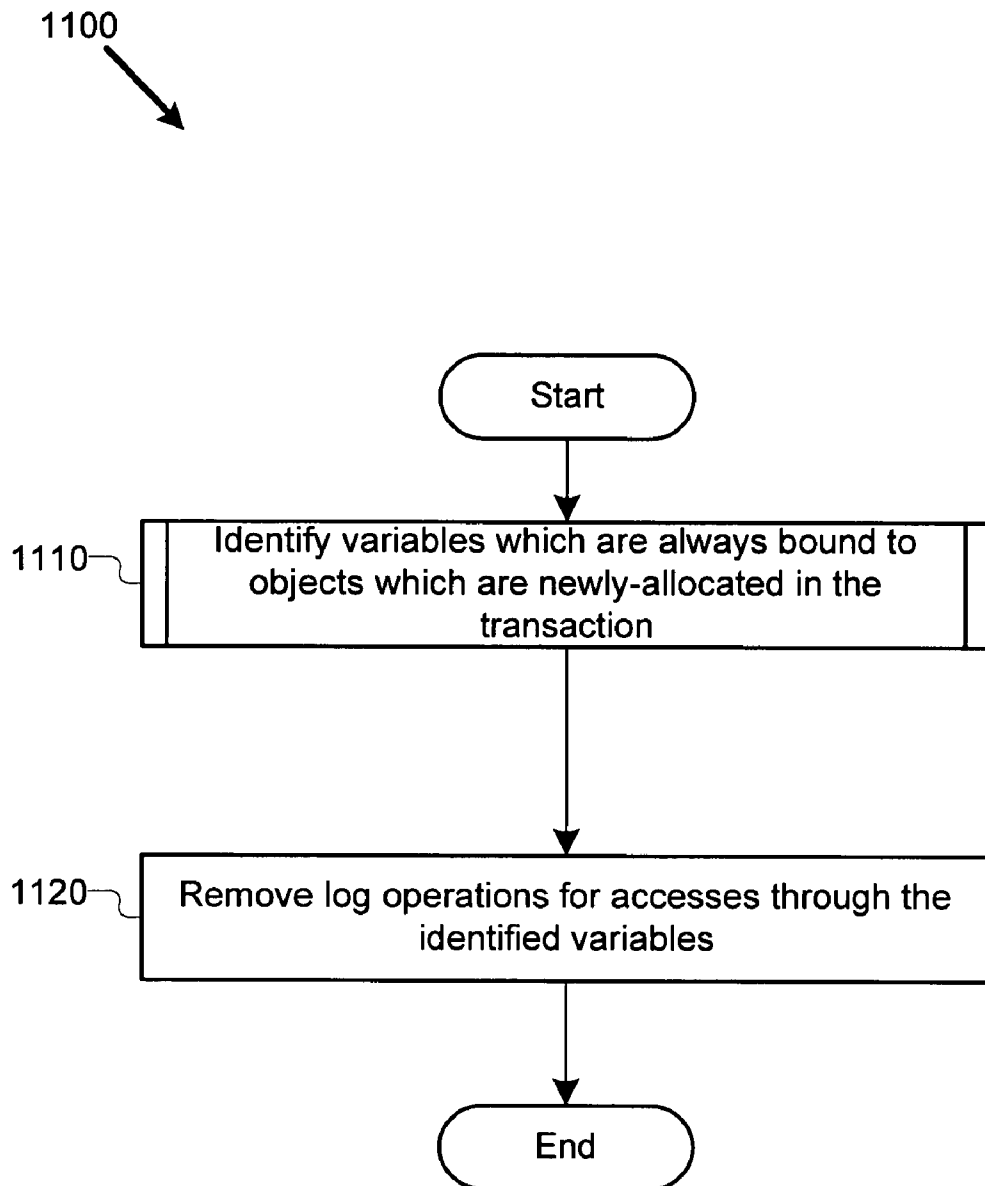 1100
Start
1110
Identify variables which are always bound to
objects which are newly-allocated in the
transaction
1120
Remove log operations for accesses through the
identified variables
End